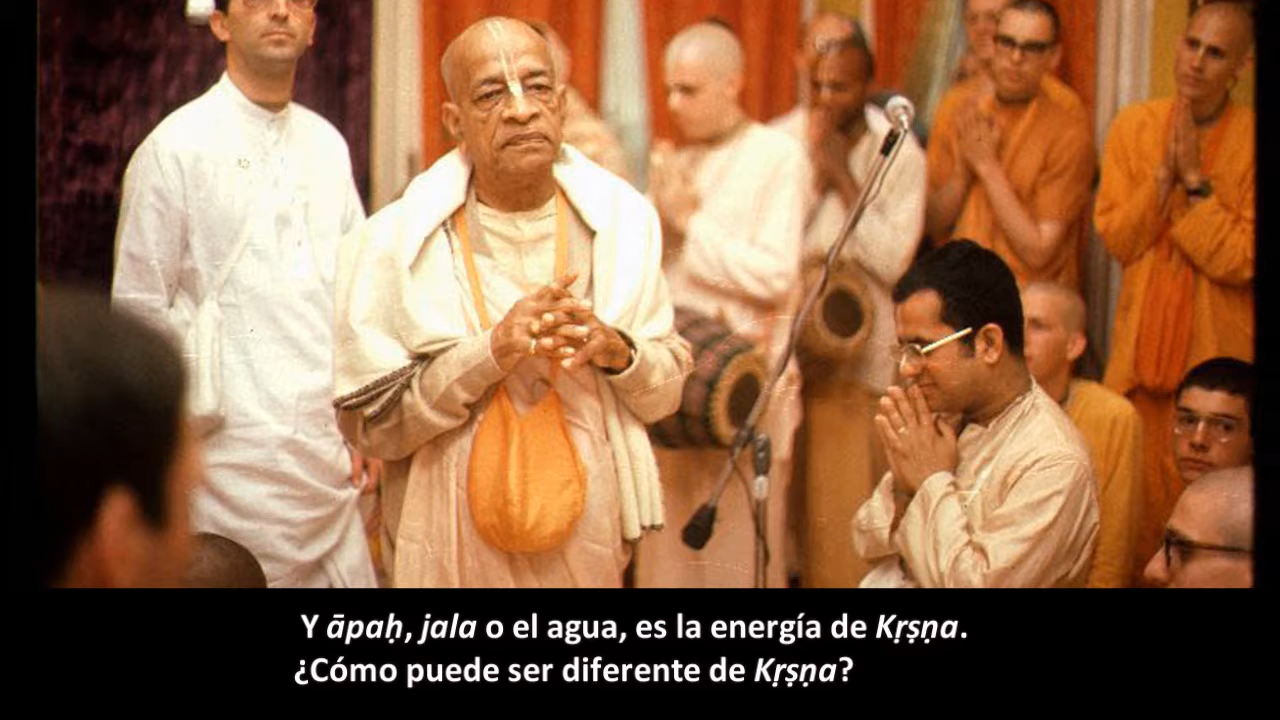 Y āpaḥ, jala o el agua, es la energía de Kṛṣṇa.
¿Cómo puede ser diferente de Kṛṣṇa?